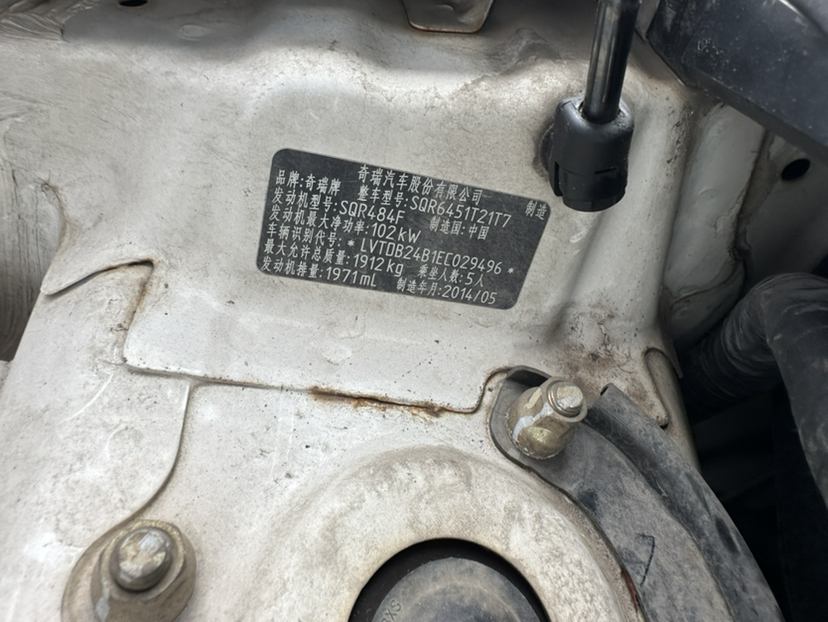 奇瑞汽车股份有限公司 制造
品牌:奇瑞牌 整车型号:SQR6451T21T7
发动机型号:SQR484F 制造国:中国
发动机最大净功率:102kW
车辆识别代号:*LVTDB24B1EC029496*
最大允许总质量:1912kg 乘坐人数:5人
发动机排量:1971mL 制造年月:2014/05